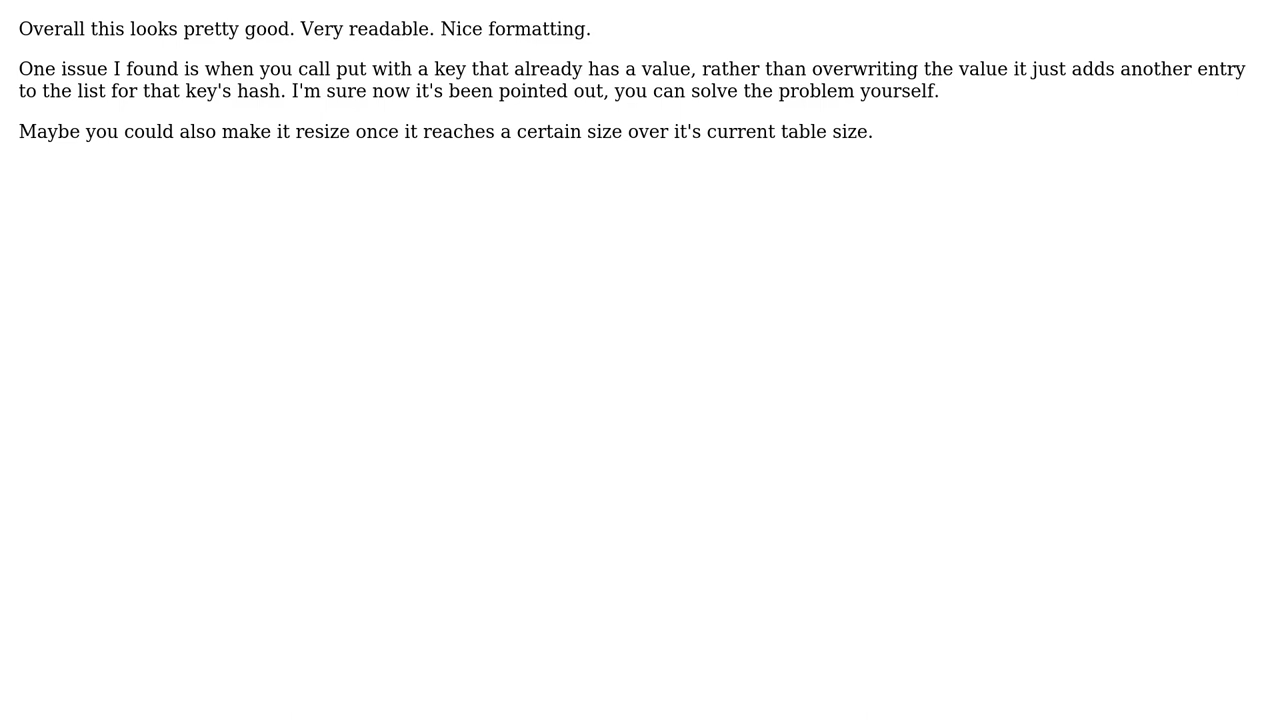 Overall this looks pretty good. Very readable. Nice formatting.
One issue I found is when you call put with a key that already has a value, rather than overwriting the value it just adds another entry
to the list for that key's hash. I'm sure now it's been pointed out, you can solve the problem yourself.
Maybe you could also make it resize once it reaches a certain size over it's current table size.